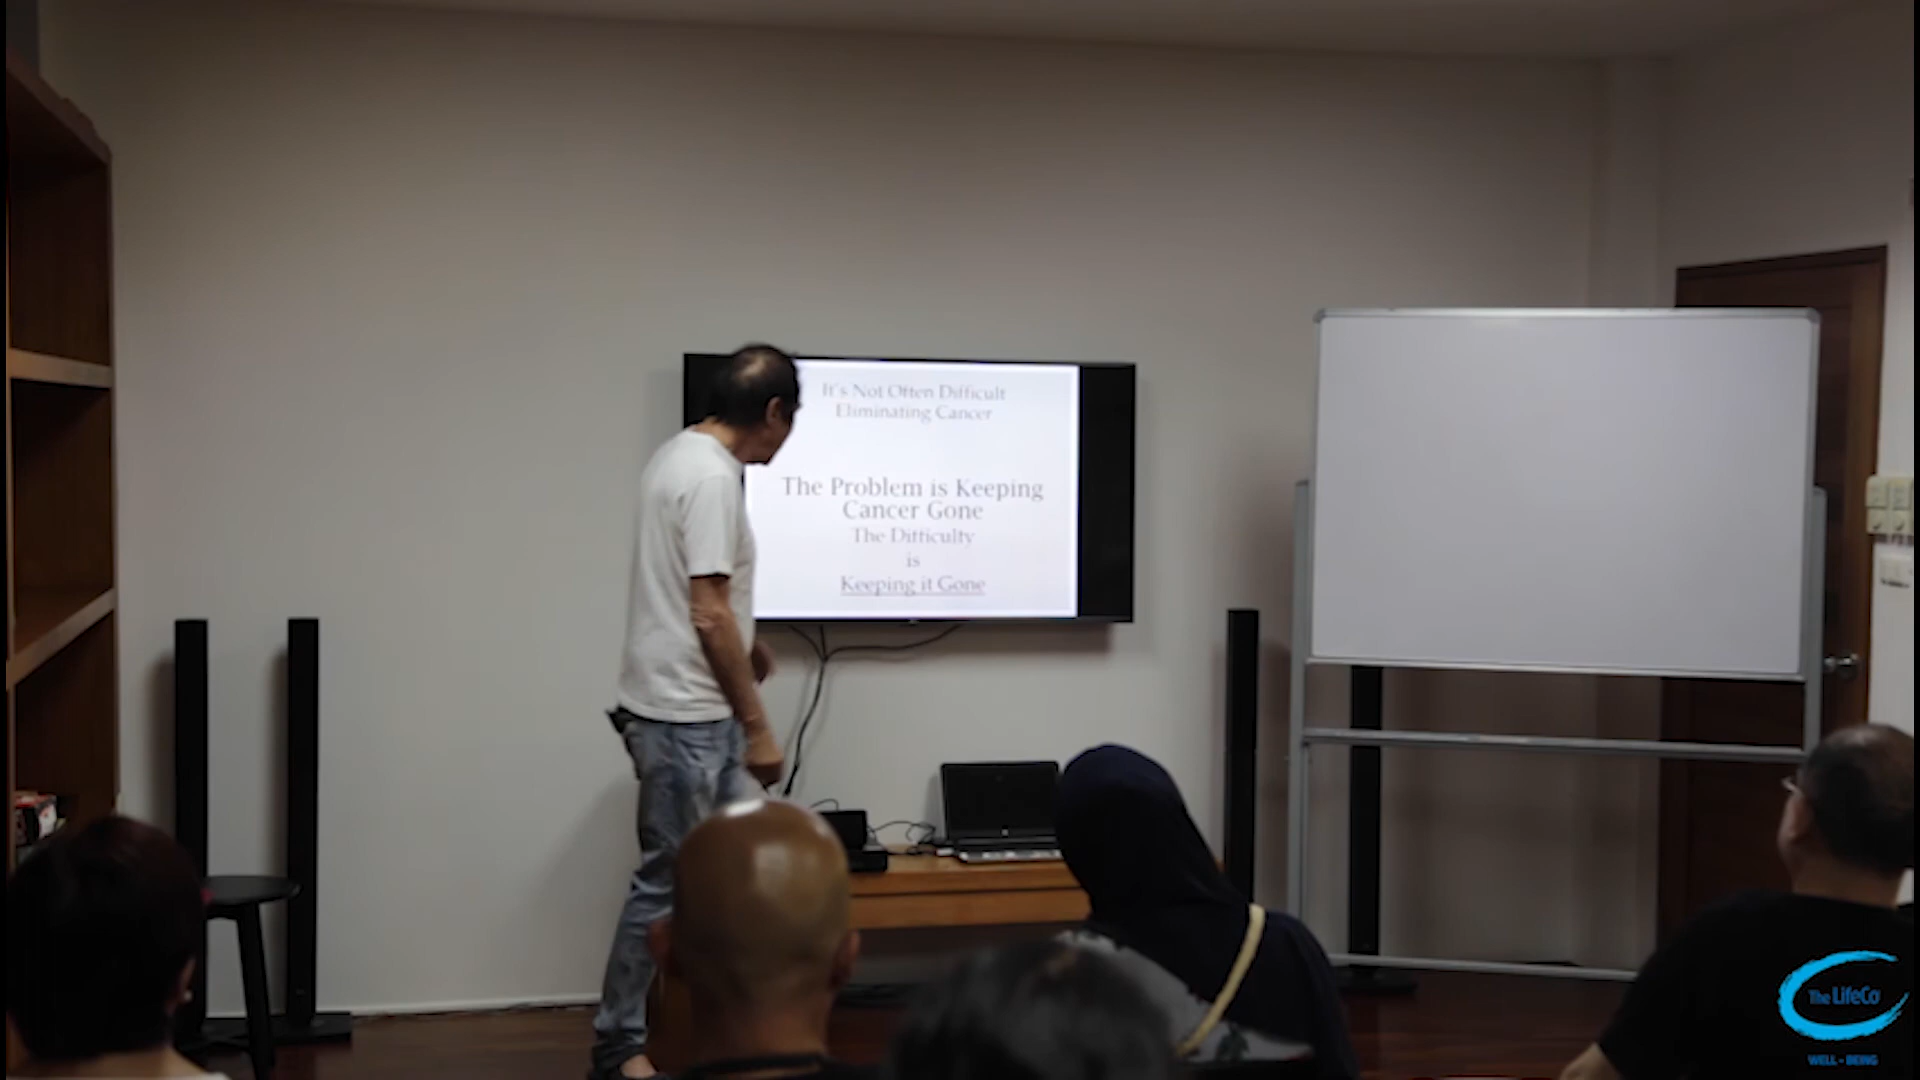 It's Not Often Difficult
Eliminating Cancer
The Problem is Keeping
Cancer Gone
The Difficulty
is
Keeping it Gone
The LifeCo
WELL - BEING